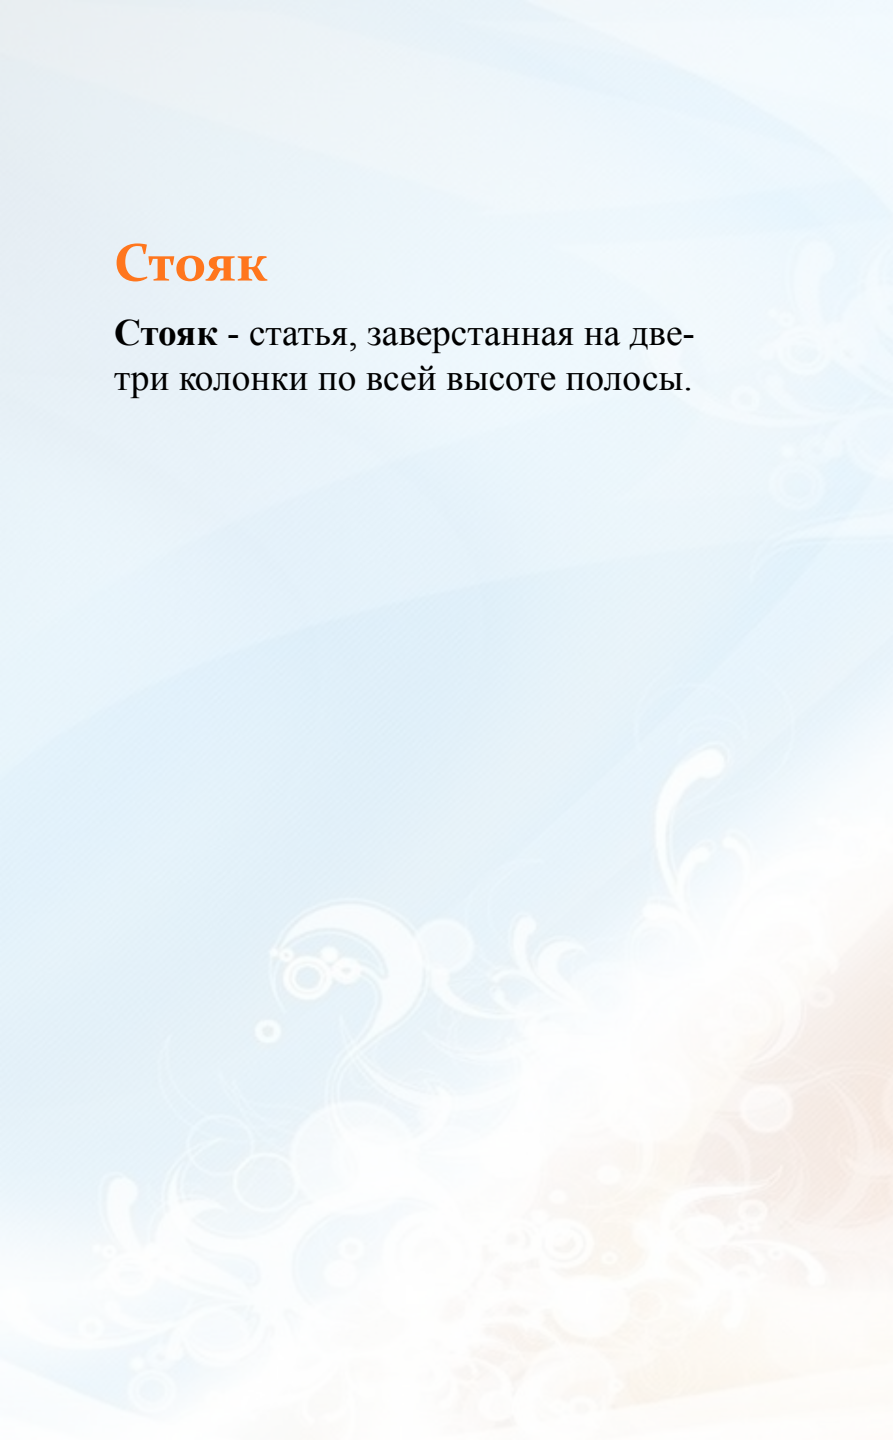 Стояк
Стояк - статья, заверстанная на две-
три колонки по всей высоте полосы.